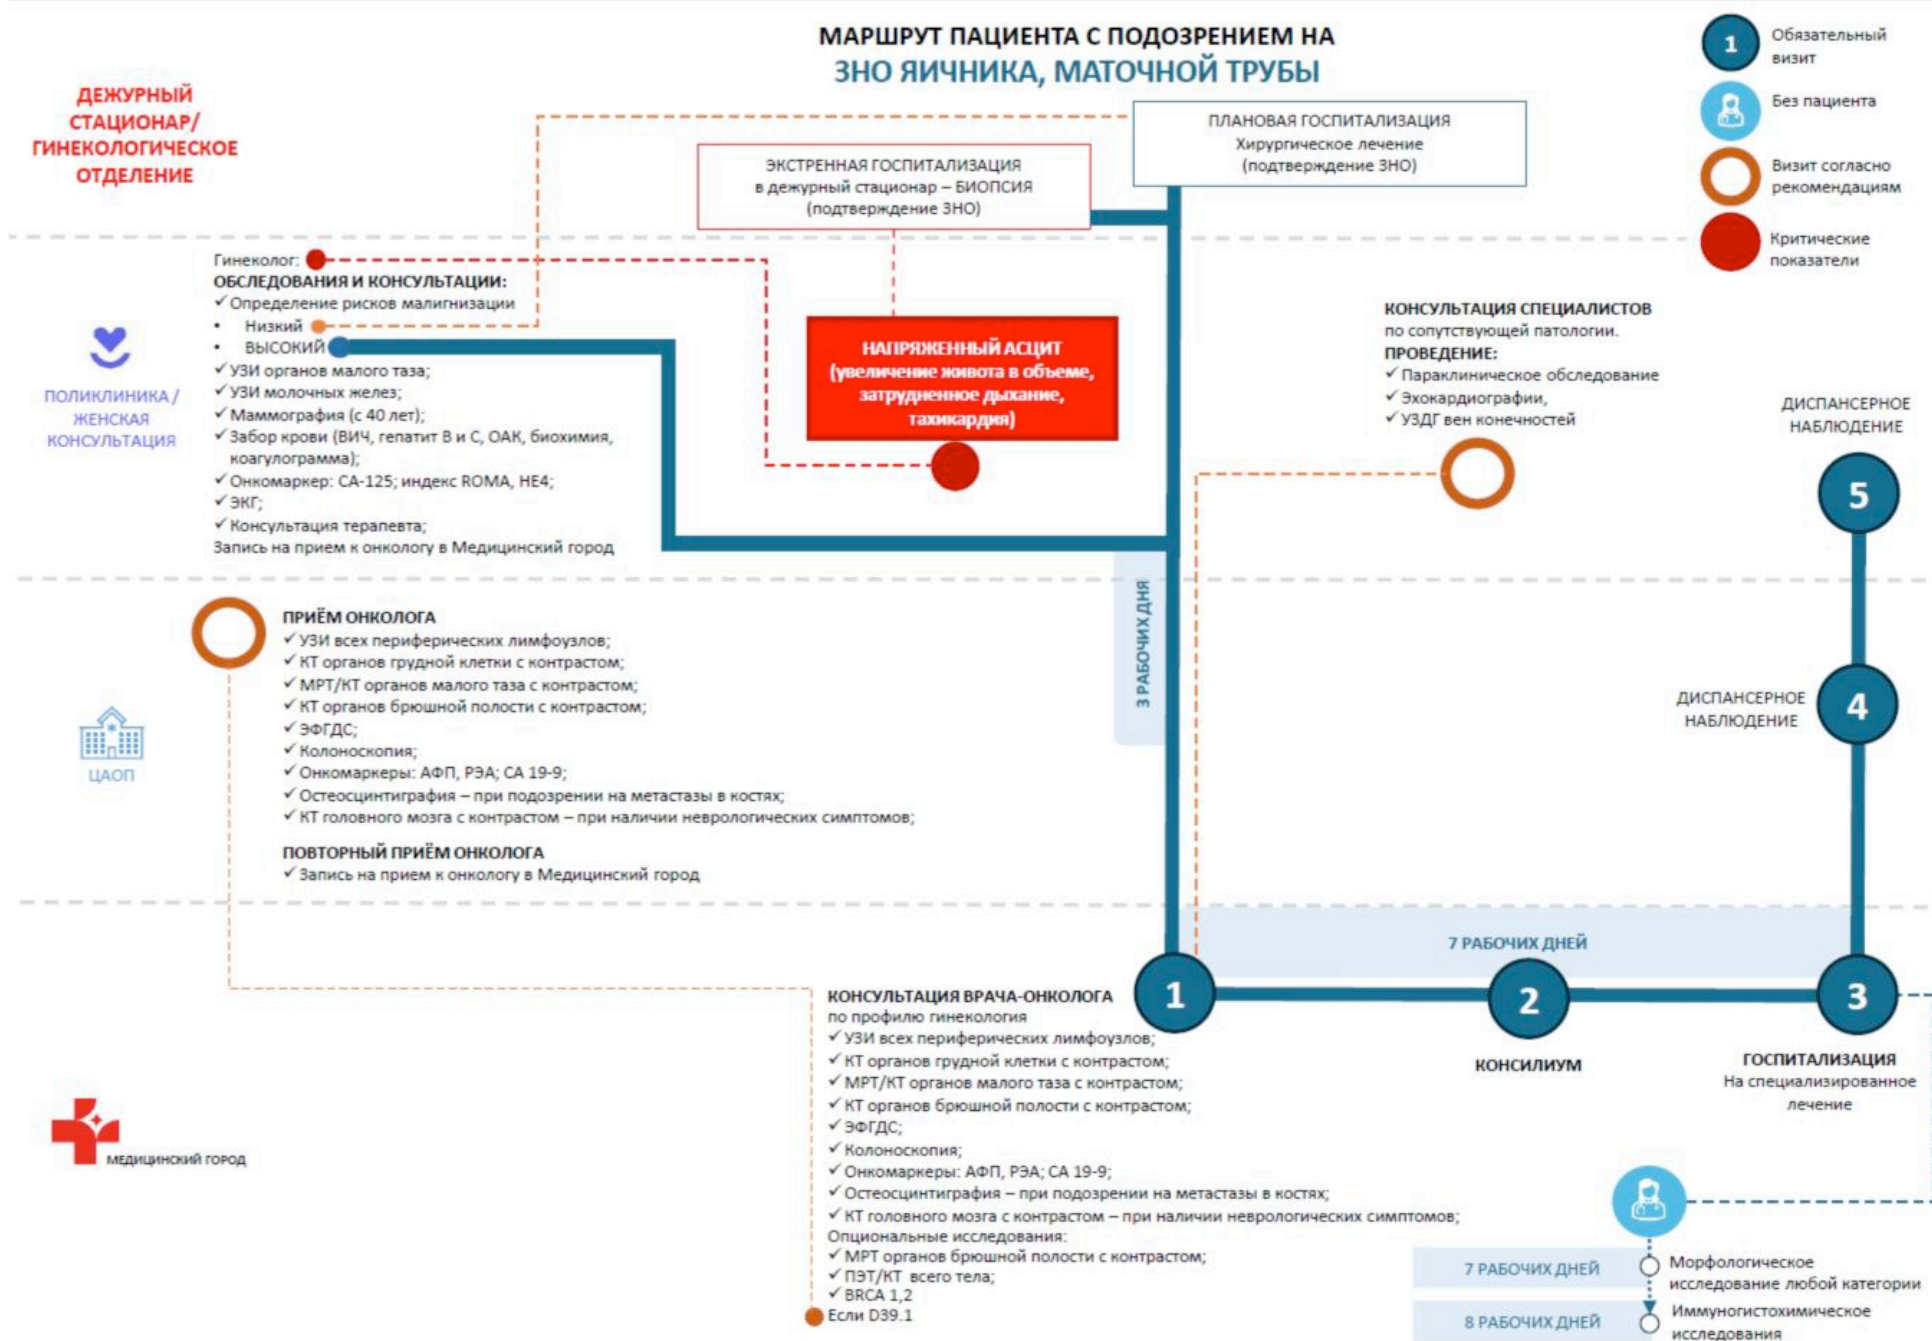 МАРШРУТ ПАЦИЕНТА С ПОДОЗРЕНИЕМ НА
ЗНО ЯИЧНИКА, МАТОЧНОЙ ТРУБЫ
1
Обязательный
визит
Без пациента
Визит согласно
рекомендациям
Критические
показатели
ДЕЖУРНЫЙ
СТАЦИОНАР/
ГИНЕКОЛОГИЧЕСКОЕ
ОТДЕЛЕНИЕ
ЭКСТРЕННАЯ ГОСПИТАЛИЗАЦИЯ
в дежурный стационар – БИОПСИЯ
(подтверждение ЗНО)
ПЛАНОВАЯ ГОСПИТАЛИЗАЦИЯ
Хирургическое лечение
(подтверждение ЗНО)
ПОЛИКЛИНИКА /
ЖЕНСКАЯ
КОНСУЛЬТАЦИЯ
Гинеколог:
ОБСЛЕДОВАНИЯ И КОНСУЛЬТАЦИИ:
✓ Определение рисков малигнизации
• Низкий
• ВЫСОКИЙ
✓ УЗИ органов малого таза;
✓ УЗИ молочных желез;
✓ Маммография (с 40 лет);
✓ Забор крови (ВИЧ, гепатит В и С, ОАК, биохимия,
коагулограмма);
✓ Онкомаркер: СА-125; индекс ROMA, HE4;
✓ ЭКГ;
✓ Консультация терапевта;
Запись на прием к онкологу в Медицинский город
НАПРЯЖЕННЫЙ АСЦИТ
(увеличение живота в объеме,
затрудненное дыхание,
тахикардия)
КОНСУЛЬТАЦИЯ СПЕЦИАЛИСТОВ
по сопутствующей патологии.
ПРОВЕДЕНИЕ:
✓ Параклиническое обследование
✓ Эхокардиографии,
✓ УЗДГ вен конечностей
ДИСПАНСЕРНОЕ
НАБЛЮДЕНИЕ
5
3 РАБОЧИХ ДНЯ
ЦАОП
ПРИЁМ ОНКОЛОГА
✓ УЗИ всех периферических лимфоузлов;
✓ КТ органов грудной клетки с контрастом;
✓ МРТ/КТ органов малого таза с контрастом;
✓ КТ органов брюшной полости с контрастом;
✓ ЭФГДС;
✓ Колоноскопия;
✓ Онкомаркеры: АФП, РЭА; СА 19-9;
✓ Остеосцинтиграфия – при подозрении на метастазы в костях;
✓ КТ головного мозга с контрастом – при наличии неврологических симптомов;
ПОВТОРНЫЙ ПРИЁМ ОНКОЛОГА
✓ Запись на прием к онкологу в Медицинский город
ДИСПАНСЕРНОЕ
НАБЛЮДЕНИЕ
4
7 РАБОЧИХ ДНЕЙ
МЕДИЦИНСКИЙ ГОРОД
1
КОНСУЛЬТАЦИЯ ВРАЧА-ОНКОЛОГА
по профилю гинекология
✓ УЗИ всех периферических лимфоузлов;
✓ КТ органов грудной клетки с контрастом;
✓ МРТ/КТ органов малого таза с контрастом;
✓ КТ органов брюшной полости с контрастом;
✓ ЭФГДС;
✓ Колоноскопия;
✓ Онкомаркеры: АФП, РЭА; СА 19-9;
✓ Остеосцинтиграфия – при подозрении на метастазы в костях;
✓ КТ головного мозга с контрастом – при наличии неврологических симптомов;
Опциональные исследования:
✓ МРТ органов брюшной полости с контрастом;
✓ ПЭТ/КТ всего тела;
✓ BRCA 1,2
Если D39.1
2
КОНСИЛИУМ
3
ГОСПИТАЛИЗАЦИЯ
На специализированное
лечение
7 РАБОЧИХ ДНЕЙ
Морфологическое
исследование любой категории
8 РАБОЧИХ ДНЕЙ
Иммуногистохимическое
исследования